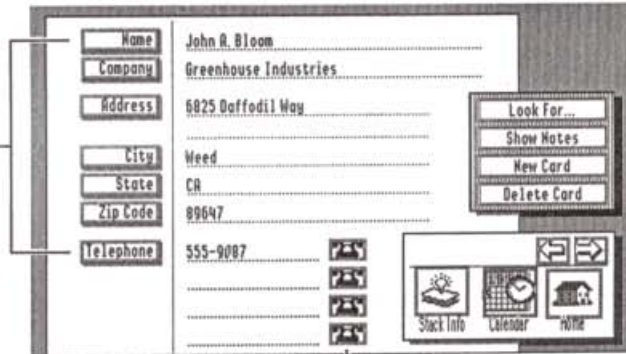 Name John A. Bloom
Company Greenhouse Industries
Address 6825 Daffodil Way
City Weed
State CA
Zip Code 89647
Telephone 555-9087
Look For...
Show Notes
New Card
Delete Card
Stack Info Calendar Home